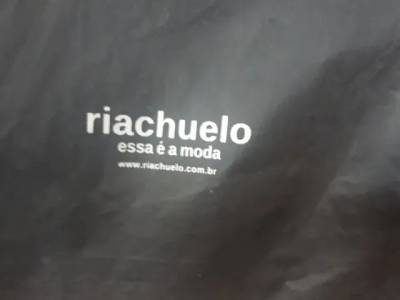 riachuelo
essa é a moda
www.riachuelo.com.br